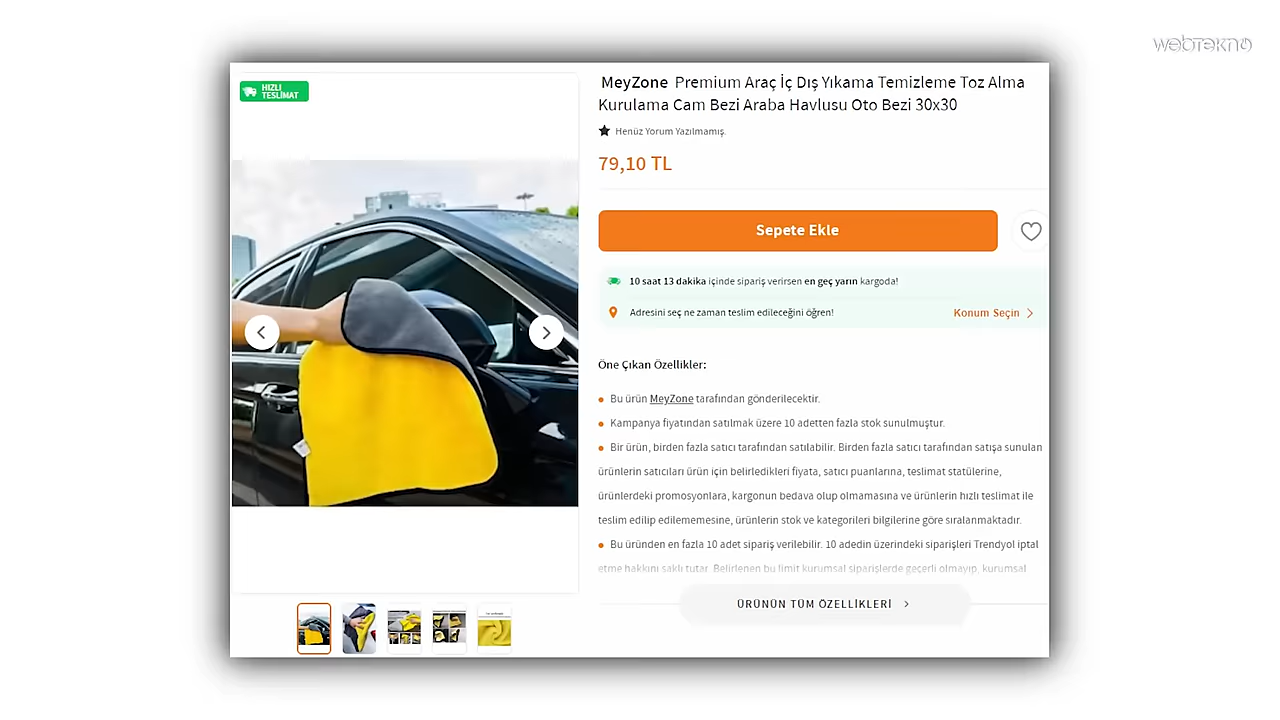 webtekno
HIZLI
TESLİMAT
MeyZone Premium Araç İç Dış Yıkama Temizleme Toz Alma
Kurulama Cam Bezi Araba Havlusu Oto Bezi 30x30
Henüz Yorum Yazılmamış.
79,10 TL
Sepete Ekle
10 saat 13 dakika içinde sipariş verirsen en geç yarın kargoda!
Adresini seç ne zaman teslim edileceğini öğren!
Konum Seçin
Öne Çıkan Özellikler:
Bu ürün MeyZone tarafından gönderilecektir.
Kampanya fiyatından satılmak üzere 10 adetten fazla stok sunulmuştur.
Bir ürün, birden fazla satıcı tarafından satılabilir. Birden fazla satıcı tarafından satışa sunulan
ürünlerin satıcıları ürün için belirledikleri fiyata, satıcı puanlarına, teslimat statülerine,
ürünlerdeki promosyonlara, kargonun bedava olup olmamasına ve ürünlerin hızlı teslimat ile
teslim edilip edilememesine, ürünlerin stok ve kategorileri bilgilerine göre sıralanmaktadır.
Bu üründen en fazla 10 adet sipariş verilebilir. 10 adedin üzerindeki siparişleri Trendyol iptal
etme hakkını saklı tutar. Belirlenen bu limit kurumsal siparişlerde geçerli olmayıp, kurumsal
ÜRÜNÜN TÜM ÖZELLİKLERİ